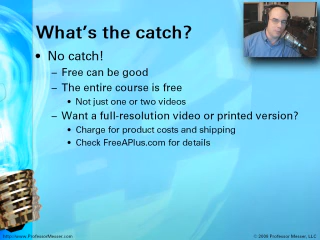 What's the catch?
• No catch!
– Free can be good
– The entire course is free
• Not just one or two videos
– Want a full-resolution video or printed version?
• Charge for product costs and shipping
• Check FreeAPlus.com for details
http://www.ProfessorMesser.com
© 2008 Professor Messer, LLC